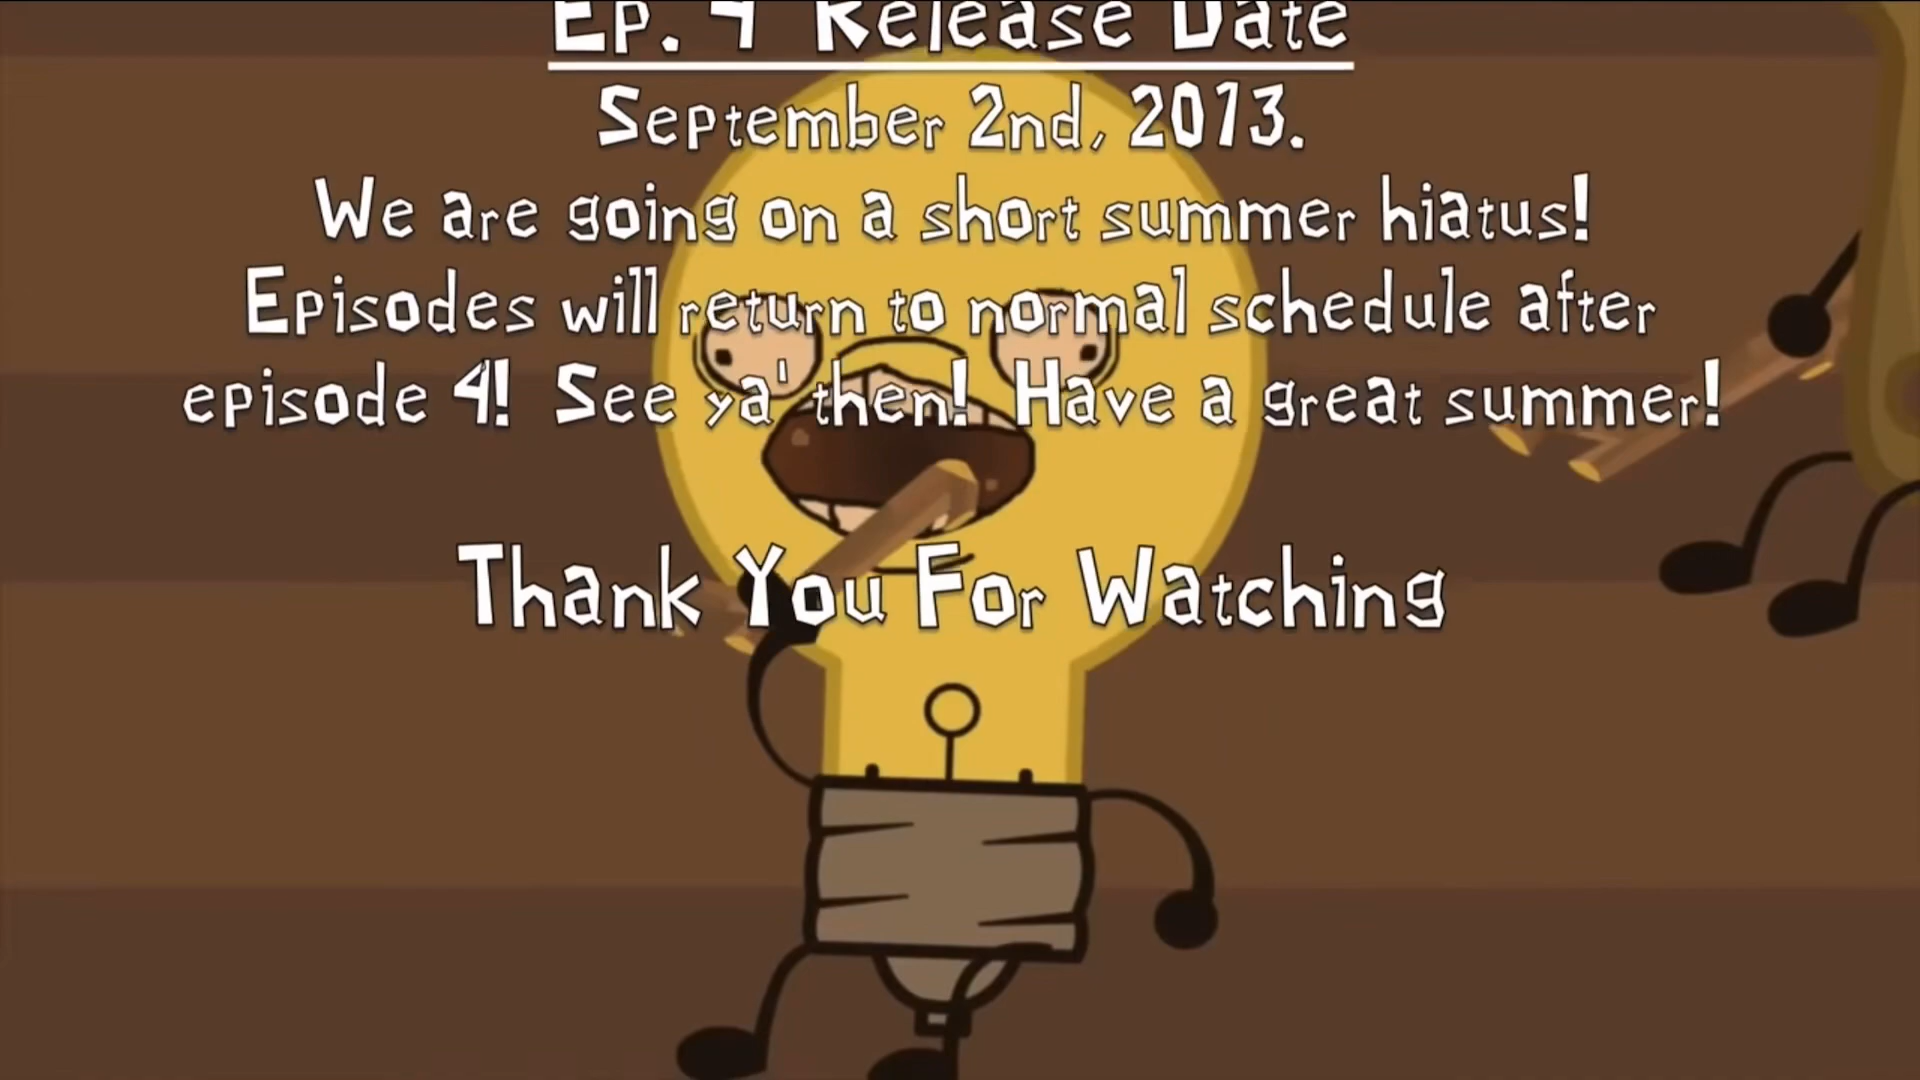 Ep. 4 Release Date
September 2nd, 2013.
We are going on a short summer hiatus!
Episodes will return to normal schedule after
episode 4! See ya' then! Have a great summer!
Thank You For Watching